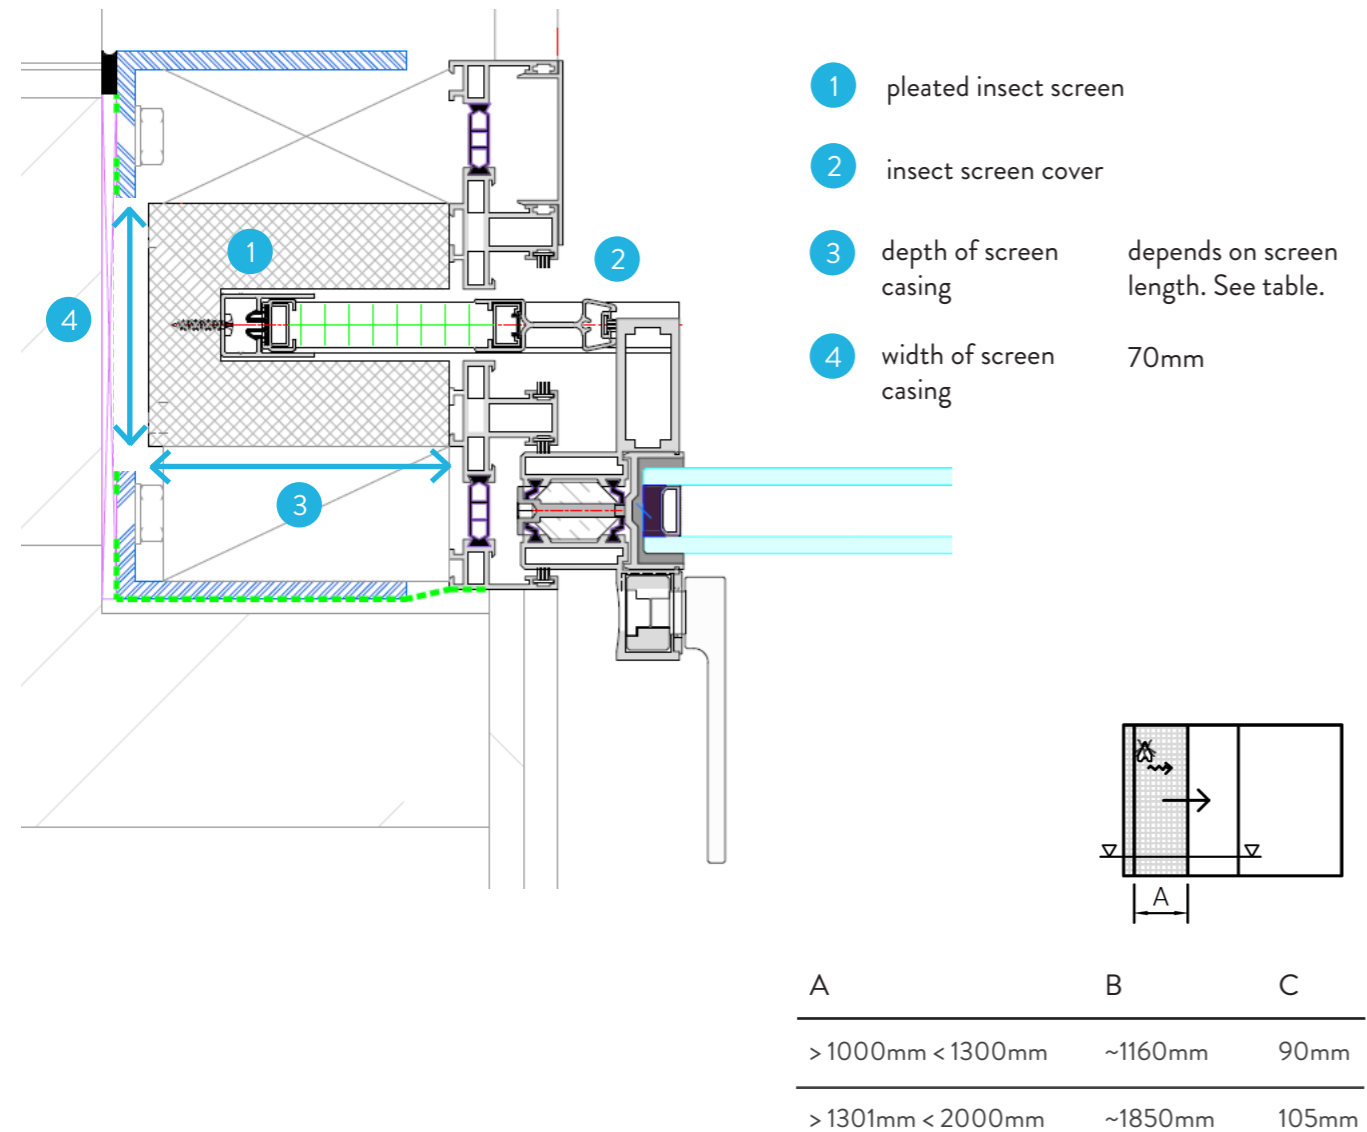 1 pleated insect screen
2 insect screen cover
3 depth of screen casing depends on screen length. See table.
4 width of screen casing 70mm
1
2
4
3
A
A B C
> 1000mm < 1300mm ~1160mm 90mm
> 1301mm < 2000mm ~1850mm 105mm